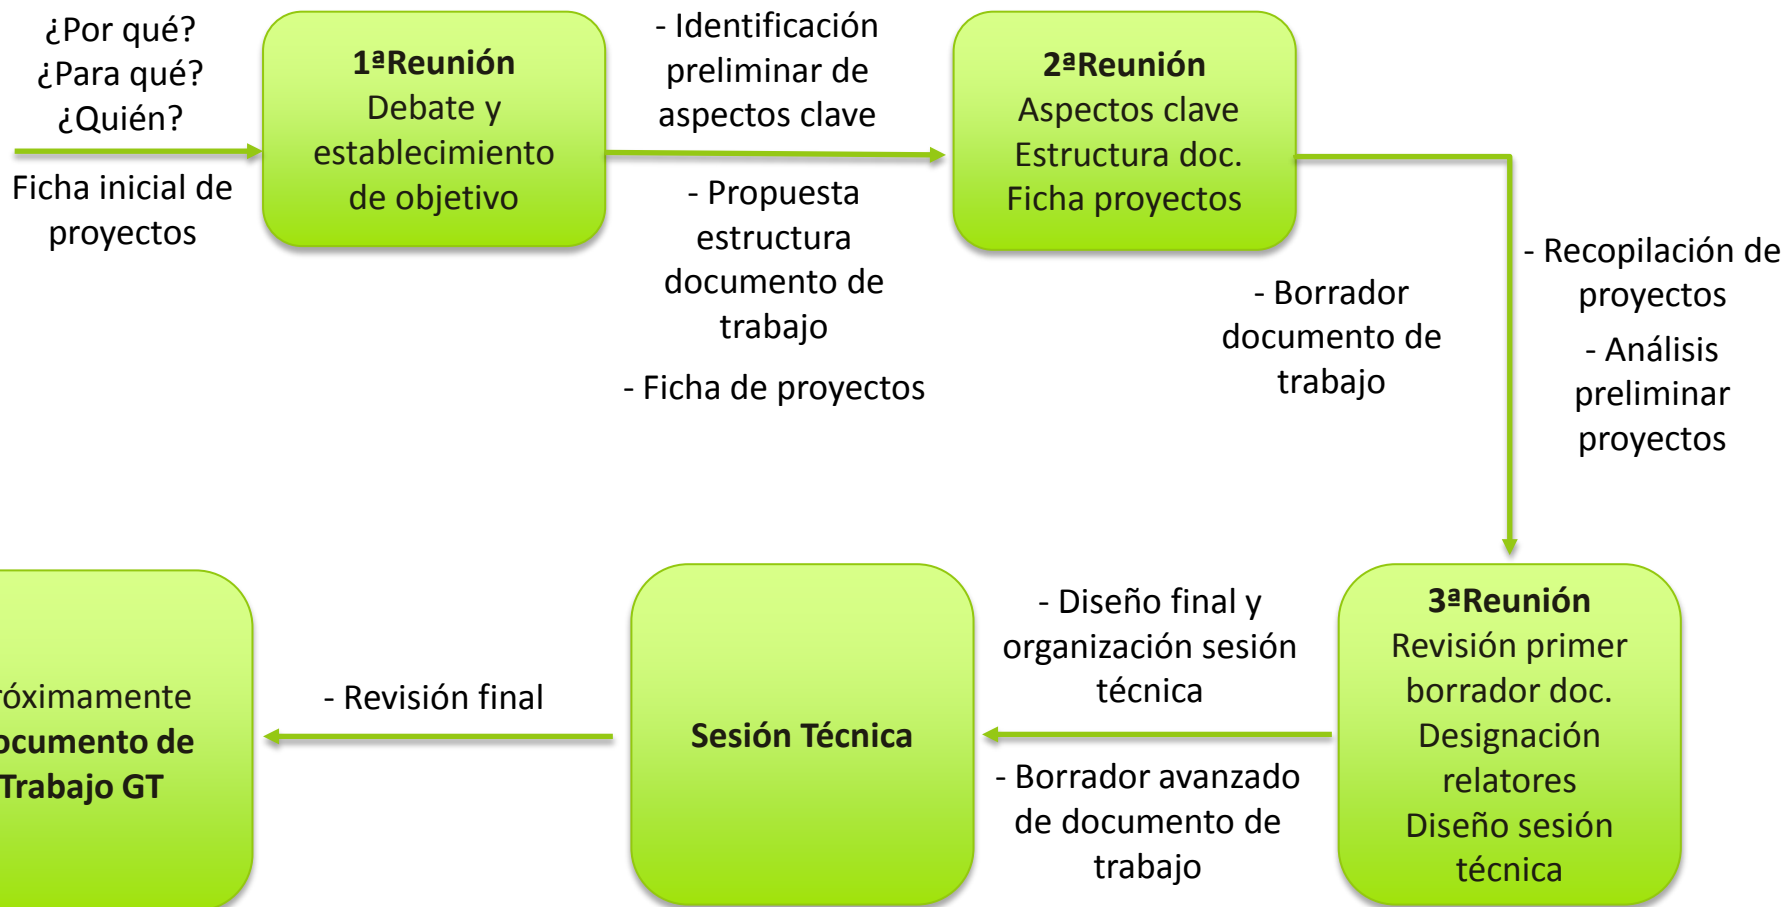 ¿Por qué?
¿Para qué?
¿Quién?
Ficha inicial de
proyectos
1ªReunión
Debate y
establecimiento
de objetivo
- Identificación
preliminar de
aspectos clave
- Propuesta
estructura
documento de
trabajo
- Ficha de proyectos
2ªReunión
Aspectos clave
Estructura doc.
Ficha proyectos
- Borrador
documento de
trabajo
- Recopilación de
proyectos
- Análisis
preliminar
proyectos
3ªReunión
Revisión primer
borrador doc.
Designación
relatores
Diseño sesión
técnica
- Diseño final y
organización sesión
técnica
- Borrador avanzado
de documento de
trabajo
Sesión Técnica
- Revisión final
róximamente
ocumento de
Trabajo GT